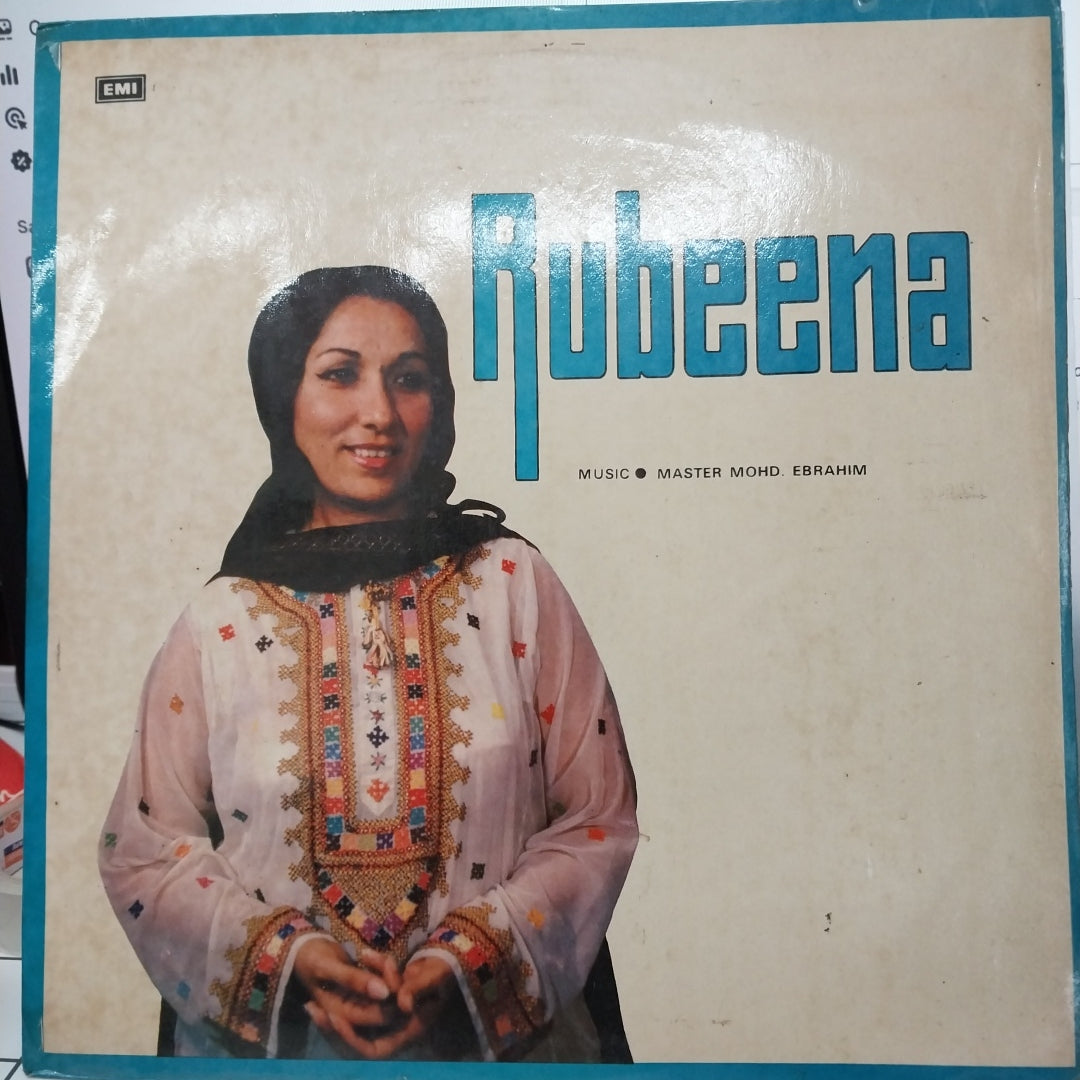 EMI
Rubeena
MUSIC ● MASTER MOHD. EBRAHIM